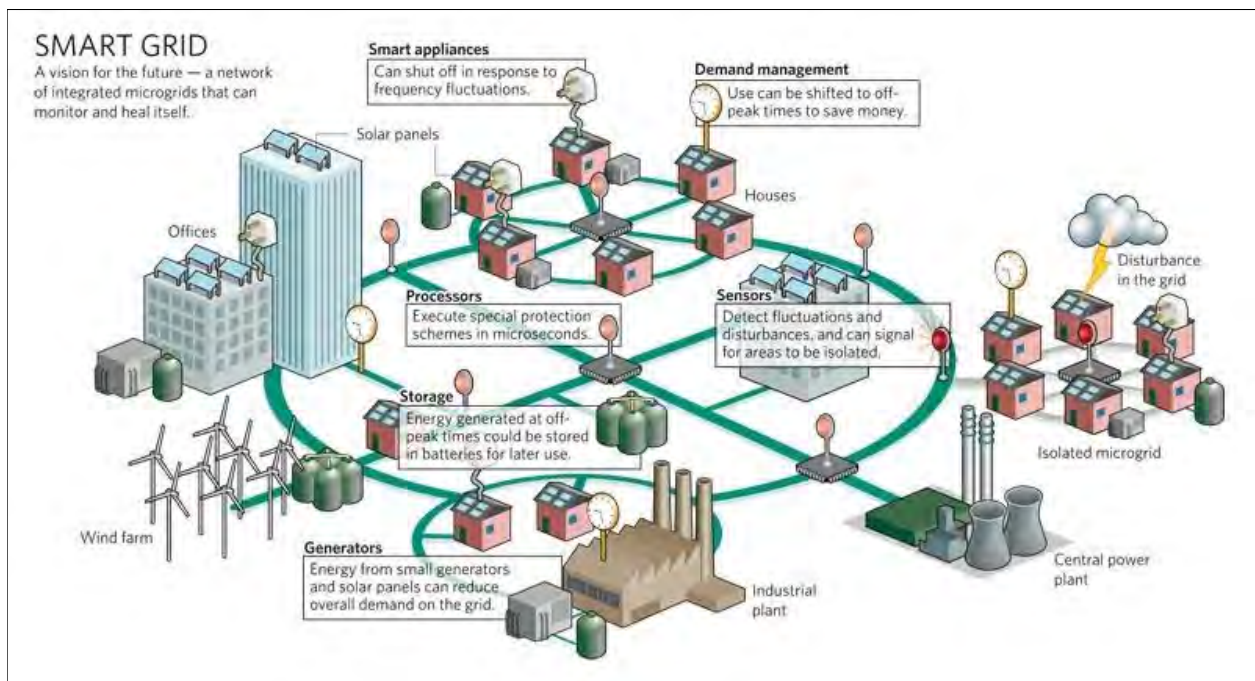 SMART GRID
A vision for the future — a network
of integrated microgrids that can
monitor and heal itself.
Smart appliances
Can shut off in response to
frequency fluctuations.
Demand management
Use can be shifted to off-
peak times to save money.
Solar panels
Houses
Offices
Disturbance
in the grid
Processors
Execute special protection
schemes in microseconds.
Sensors
Detect fluctuations and
disturbances, and can signal
for areas to be isolated.
Storage
Energy generated at off-
peak times could be stored
in batteries for later use.
Isolated microgrid
Wind farm
Generators
Energy from small generators
and solar panels can reduce
overall demand on the grid.
Industrial
plant
Central power
plant